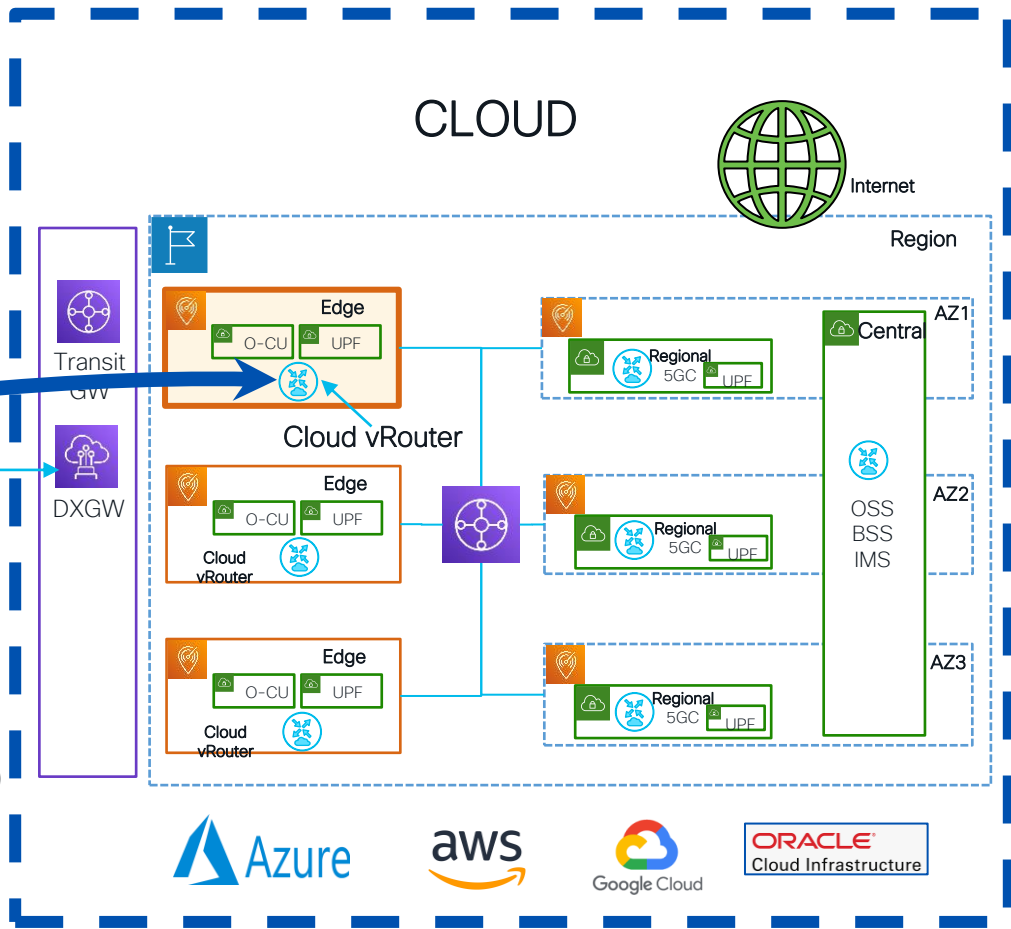 CLOUD
Internet
Region
Transit
GW
DXGW
Edge
O-CU
UPF
Cloud vRouter
Edge
O-CU
UPF
Cloud
vRouter
Edge
O-CU
UPF
Cloud
vRouter
AZ1
Regional
5GC
UPF
AZ2
Regional
5GC
UPF
AZ3
Regional
5GC
UPF
Central
OSS
BSS
IMS
Azure
aws
Google Cloud
ORACLE
Cloud Infrastructure